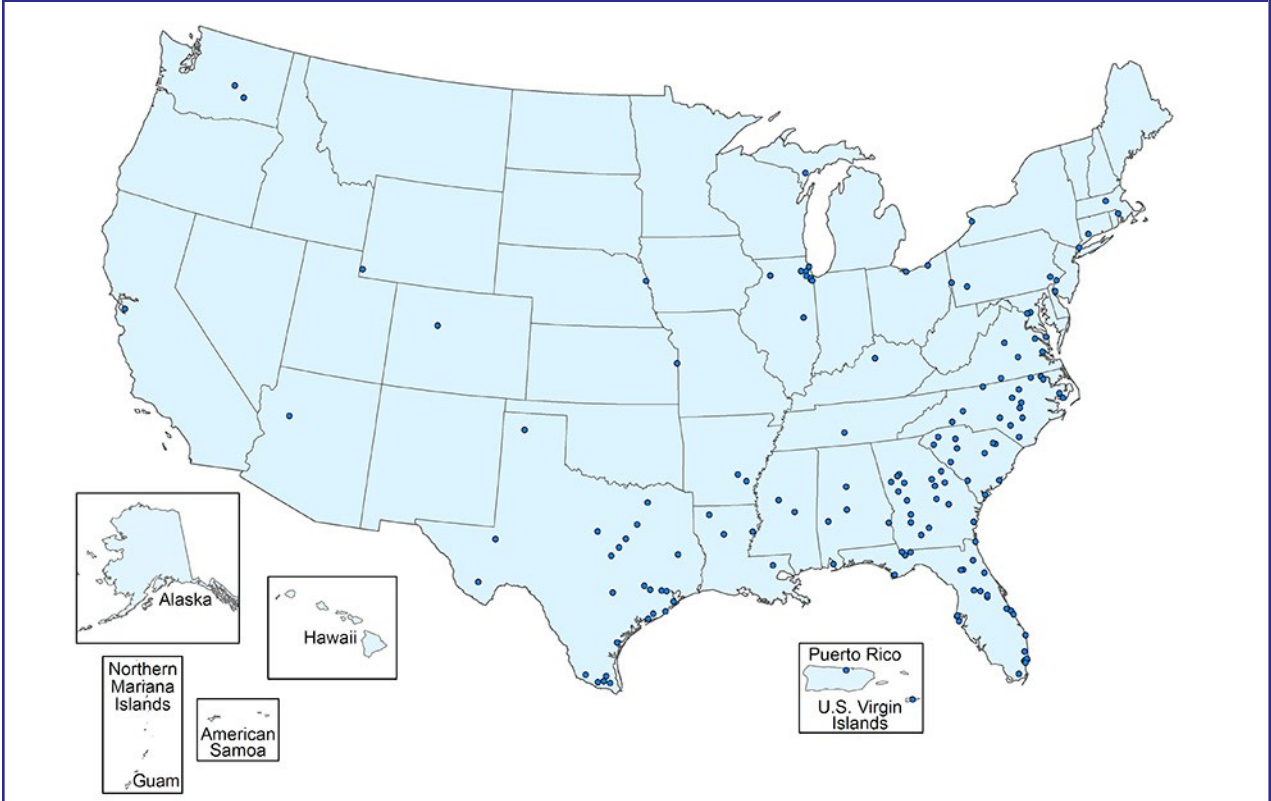 Alaska
Hawaii
Northern
Mariana
Islands
Guam
American
Samoa
Puerto Rico
U.S. Virgin
Islands